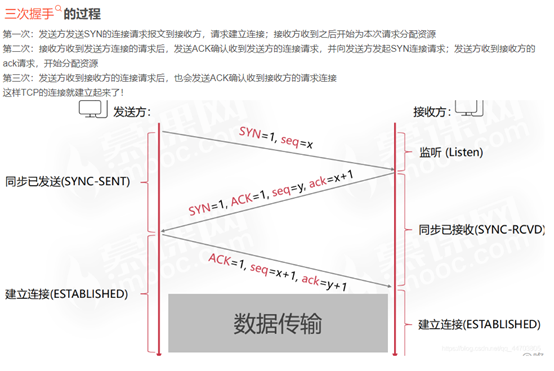 三次握手的过程
第一次：发送方发送SYN的连接请求报文到接收方，请求建立连接；接收方收到之后开始为本次请求分配资源
第二次：接收方收到发送方连接的请求后，发送ACK确认收到发送方的请求，并向发送方发起SYN连接请求；发送方收到接收方的
ack请求，开始分配资源
第三次：发送方收到接收方的连接请求后，也会发送ACK确认收到接收方的请求连接
这样TCP的连接就建立起来了！
发送方：
接收方：
SYN=1, seq=x
监听 (Listen)
同步已发送(SYNC-SENT)
SYN=1, ACK=1, seq=y, ack=x+1
同步已接收(SYNC-RCVD)
ACK=1, seq=x+1, ack=y+1
建立连接(ESTABLISHED)
数据传输
建立连接(ESTABLISHED)